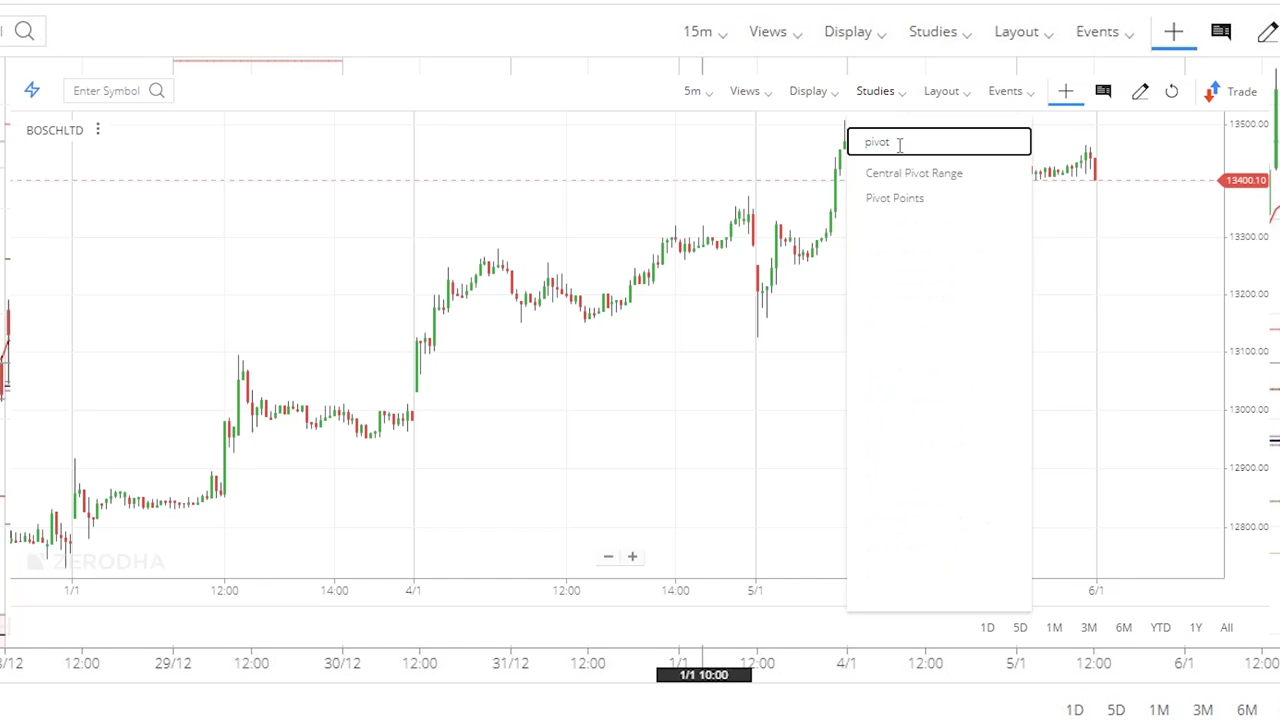 15m Views Display Studies Layout Events
Enter Symbol 5m Views Display Studies Layout Events Trade
BOSCHLTD
pivot
Central Pivot Range
Pivot Points
13500.00
13400.10
13300.00
13200.00
13100.00
13000.00
12900.00
12800.00
ZERODHA
1/1 12:00 14:00 4/1 12:00 14:00 5/1 6/1
1D 5D 1M 3M 6M YTD 1Y All
/12 12:00 29/12 12:00 30/12 12:00 31/12 12:00 1/1 12:00 4/1 12:00 5/1 12:00 6/1 12:00
1/1 10:00
1D 5D 1M 3M 6M